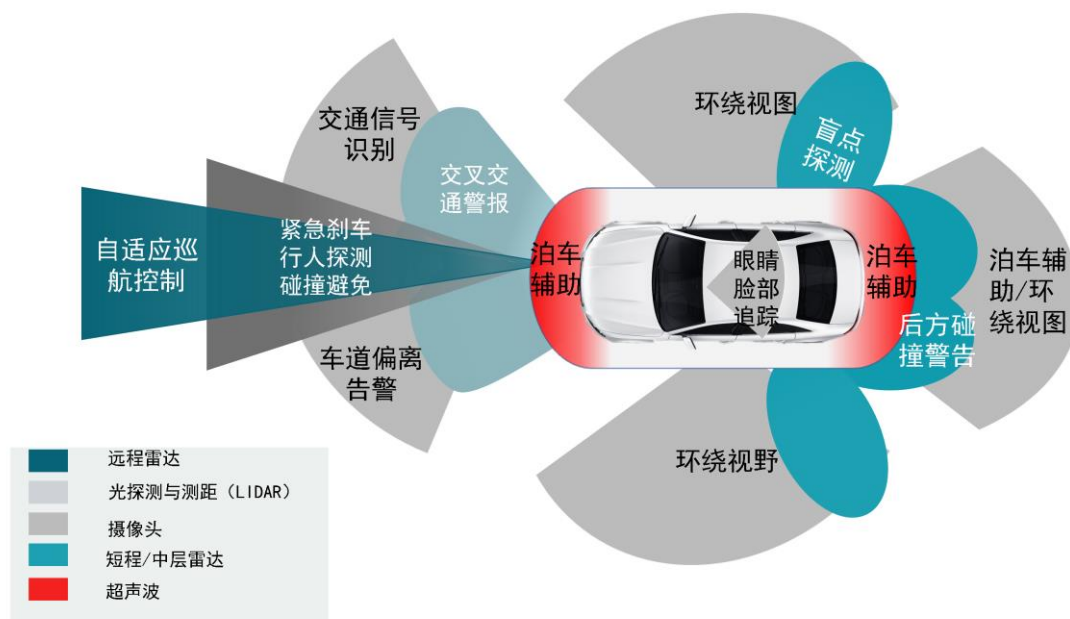 环绕视图
盲点
探测
交通信号
识别
交叉交
通警报
自适应巡
航控制
紧急刹车
行人探测
碰撞避免
泊车
辅助
眼睛
脸部
追踪
泊车
辅助
泊车辅
助/环
绕视图
后方碰
撞警告
车道偏离
告警
环绕视野
远程雷达
光探测与测距（LIDAR）
摄像头
短程/中层雷达
超声波